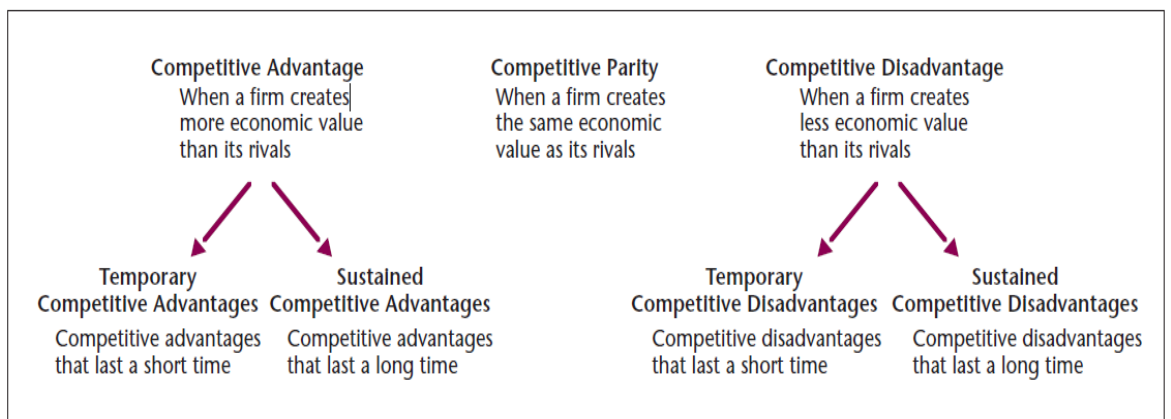 Competitive Advantage
When a firm creates
more economic value
than its rivals
Competitive Parity
When a firm creates
the same economic
value as its rivals
Competitive Disadvantage
When a firm creates
less economic value
than its rivals
Temporary
Competitive Advantages
Competitive advantages
that last a short time
Sustained
Competitive Advantages
Competitive advantages
that last a long time
Temporary
Competitive Disadvantages
Competitive disadvantages
that last a short time
Sustained
Competitive Disadvantages
Competitive disadvantages
that last a long time